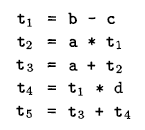 t₁ = b - c
t₂ = a * t₁
t₃ = a + t₂
t₄ = t₁ * d
t₅ = t₃ + t₄